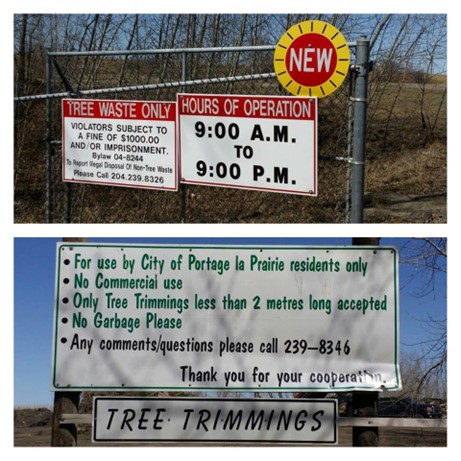 NEW
TREE WASTE ONLY
VIOLATORS SUBJECT TO
A FINE OF $1000.00
AND/OR IMPRISONMENT.
Bylaw 04-8244
To Report Illegal Disposal Of Non-Tree Waste
Please Call 204.239.8326
HOURS OF OPERATION
9:00 A.M.
TO
9:00 P.M.
• For use by City of Portage la Prairie residents only
• No Commercial use
• Only Tree Trimmings less than 2 metres long accepted
• No Garbage Please
• Any comments/questions please call 239-8346
Thank you for your cooperation.
TREE TRIMMINGS